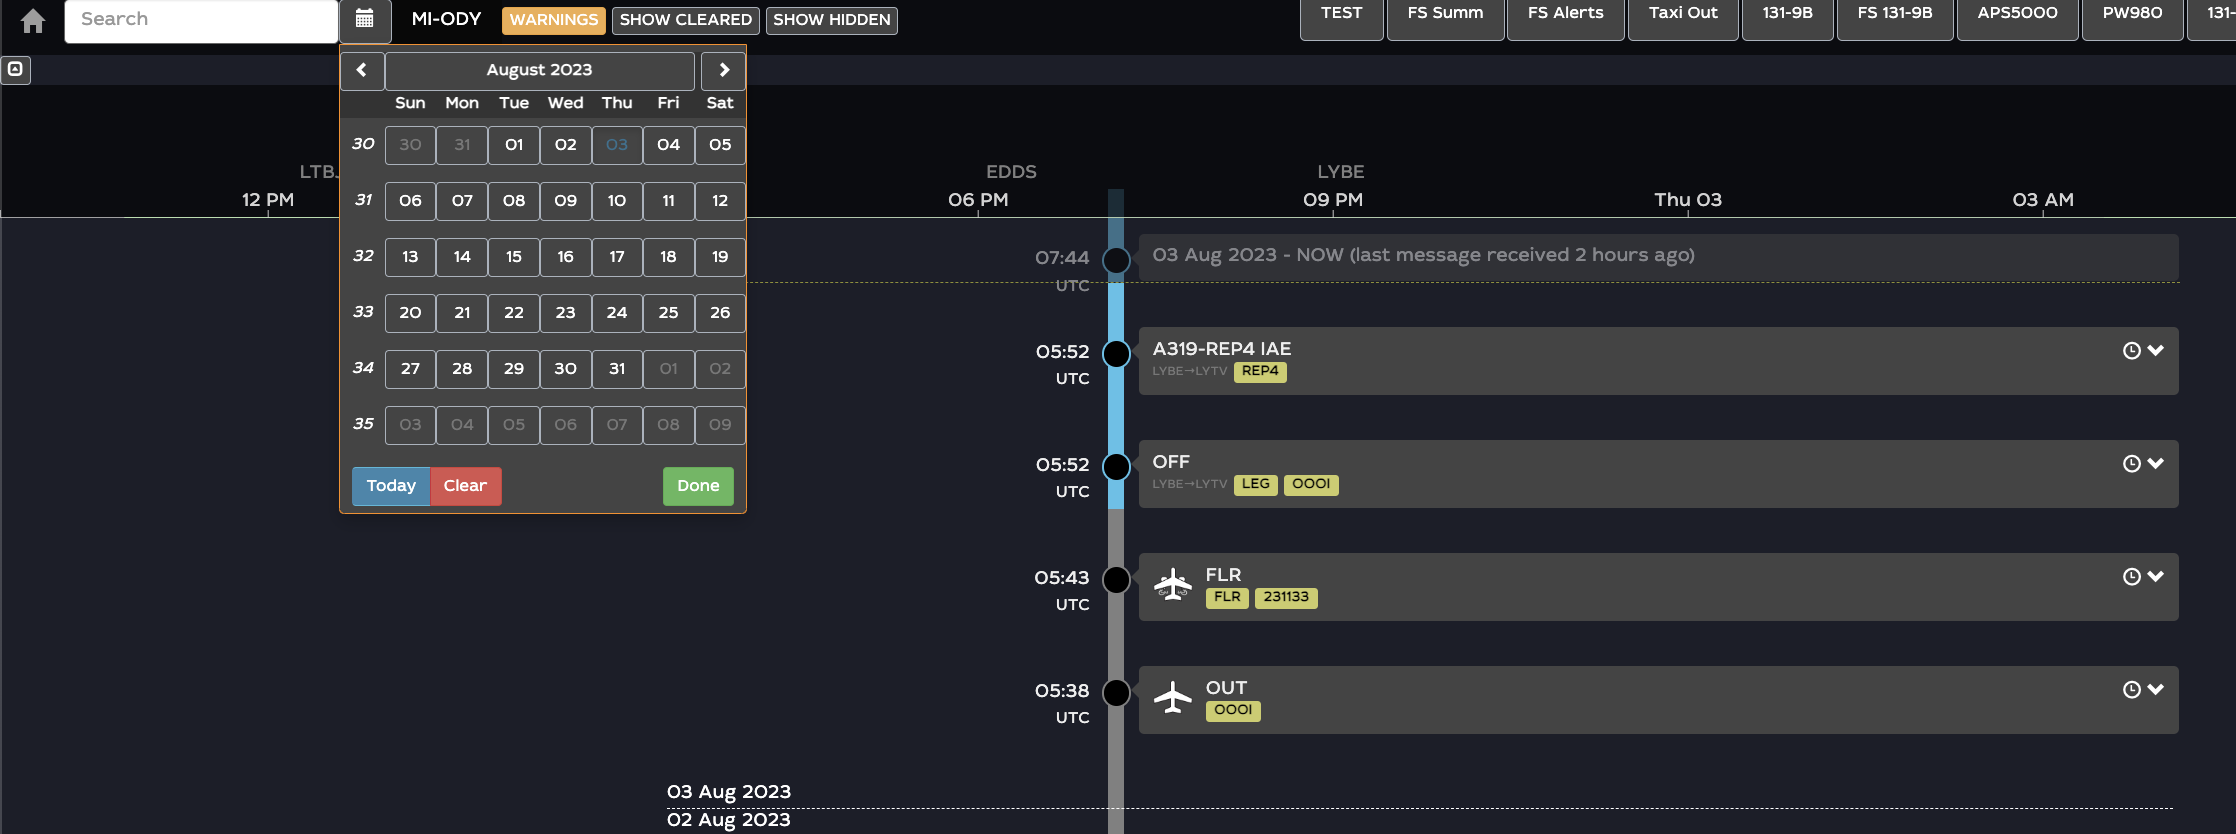 Search
MI-ODY
WARNINGS
SHOW CLEARED
SHOW HIDDEN
TEST
FS Summ
FS Alerts
Taxi Out
131-9B
FS 131-9B
APS5000
PW980
131-
August 2023
Sun Mon Tue Wed Thu Fri Sat
30 30 31 01 02 03 04 05
31 06 07 08 09 10 11 12
32 13 14 15 16 17 18 19
33 20 21 22 23 24 25 26
34 27 28 29 30 31 01 02
35 03 04 05 06 07 08 09
Today Clear Done
LTBJ EDDS LYBE
12 PM 06 PM 09 PM Thu 03 03 AM
07:44 UTC
03 Aug 2023 - NOW (last message received 2 hours ago)
05:52 UTC
A319-REP4 IAE
LYBE→LYTV REP4
05:52 UTC
OFF
LYBE→LYTV LEG OOOI
05:43 UTC
FLR
FLR 231133
05:38 UTC
OUT
OOOI
03 Aug 2023
02 Aug 2023